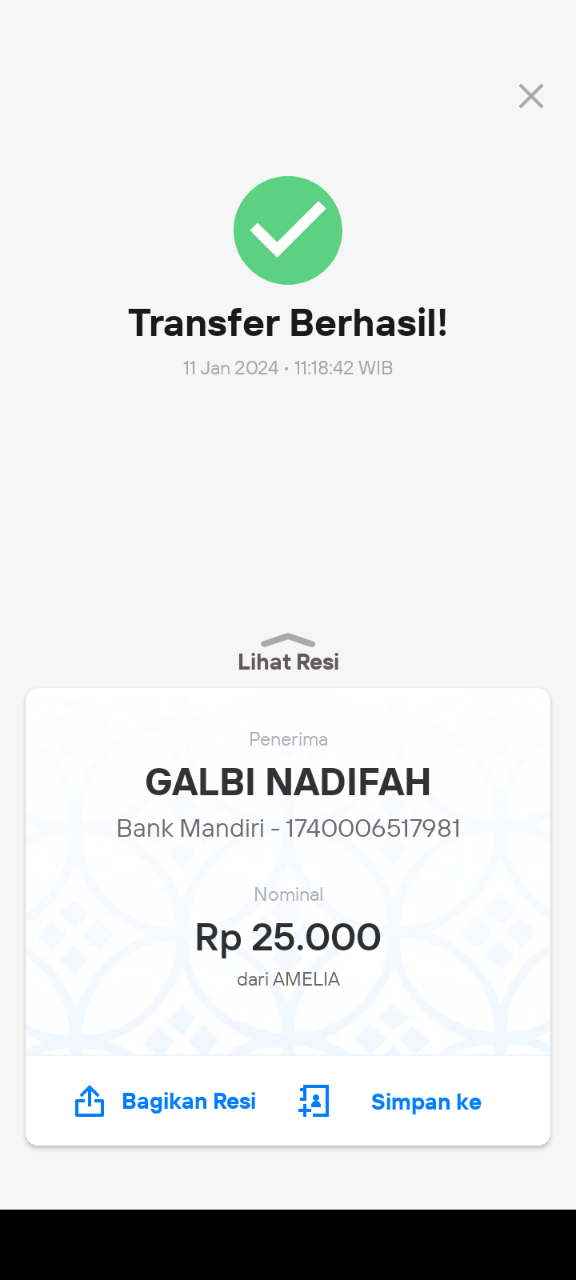 Transfer Berhasil!
11 Jan 2024 • 11:18:42 WIB
Lihat Resi
Penerima
GALBI NADIFAH
Bank Mandiri - 1740006517981
Nominal
Rp 25.000
dari AMELIA
Bagikan Resi
Simpan ke